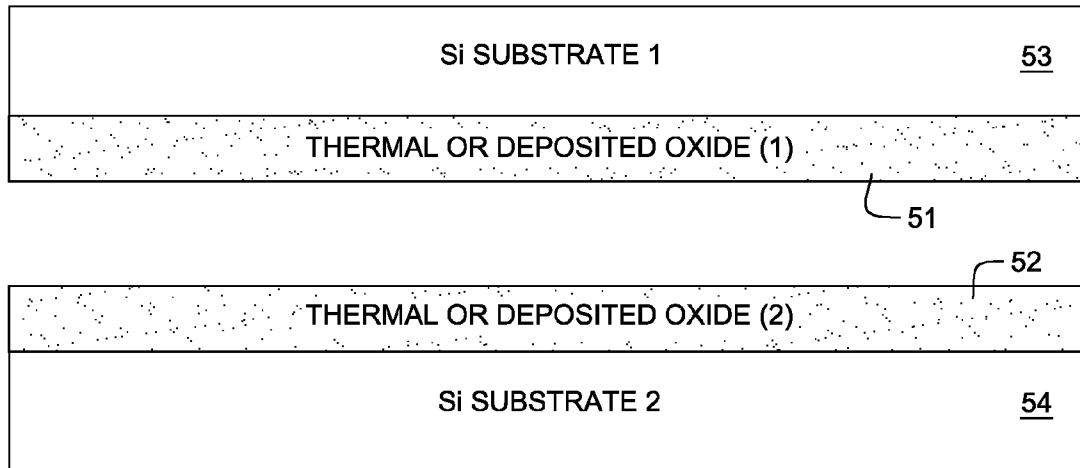 Si SUBSTRATE 1 53
THERMAL OR DEPOSITED OXIDE (1)
51
52
THERMAL OR DEPOSITED OXIDE (2)
Si SUBSTRATE 2 54